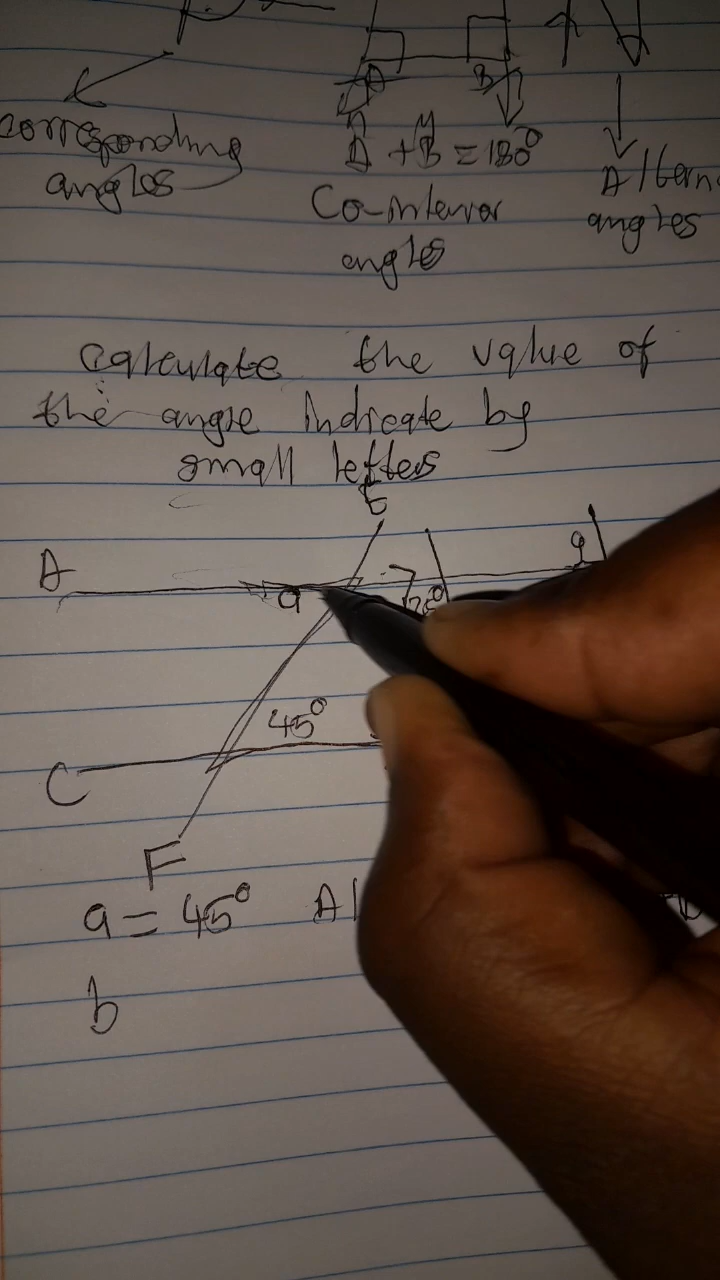 D B
corresponding
angles
D + B = 180°
Co-interior
angles
Altern
angles
Calculate the value of
the angle indicate by
small letters
E
A
a
q
45°
C
F
a = 45° Al
b